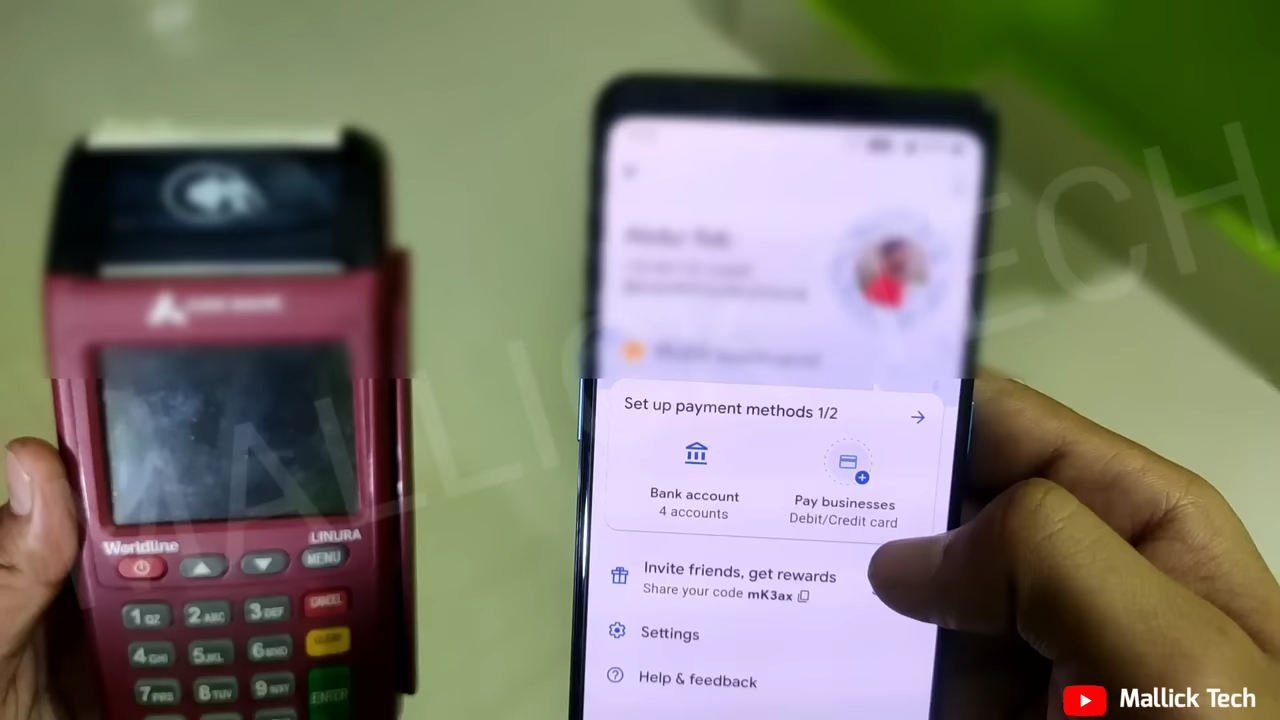 MALLICK TECH
Worldline
LINURA
MENU
1 QZ
2 ABC
3 DEF
CANCEL
4 GHI
5 JKL
6 MNO
CLEAR
7 PRS
8 TUV
9 WXY
ENTER
Set up payment methods 1/2
Bank account
4 accounts
Pay businesses
Debit/Credit card
Invite friends, get rewards
Share your code mK3ax
Settings
Help & feedback
Mallick Tech